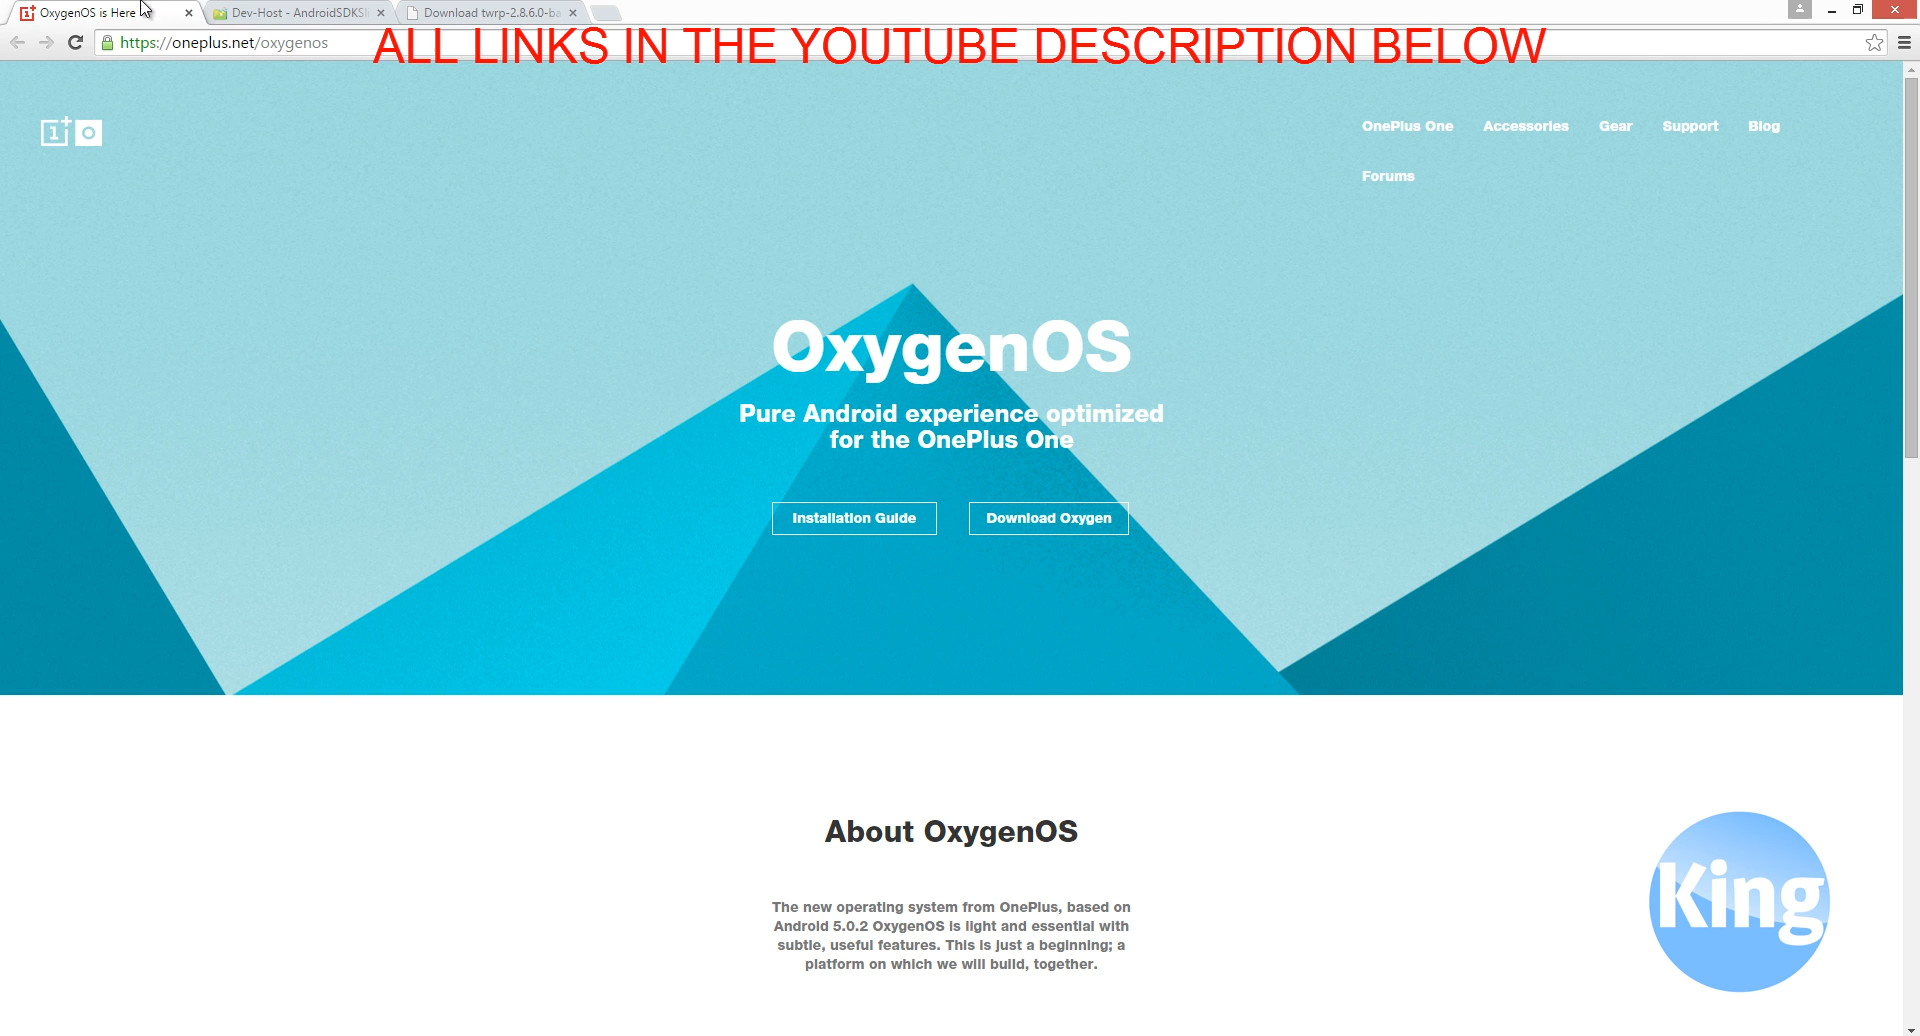 OxygenOS is Here
Dev-Host - AndroidSDKSl
Download twrp-2.8.6.0-ba
https://oneplus.net/oxygenos
ALL LINKS IN THE YOUTUBE DESCRIPTION BELOW
OnePlus One Accessories Gear Support Blog
Forums
OxygenOS
Pure Android experience optimized
for the OnePlus One
Installation Guide
Download Oxygen
About OxygenOS
The new operating system from OnePlus, based on
Android 5.0.2 OxygenOS is light and essential with
subtle, useful features. This is just a beginning; a
platform on which we will build, together.
King